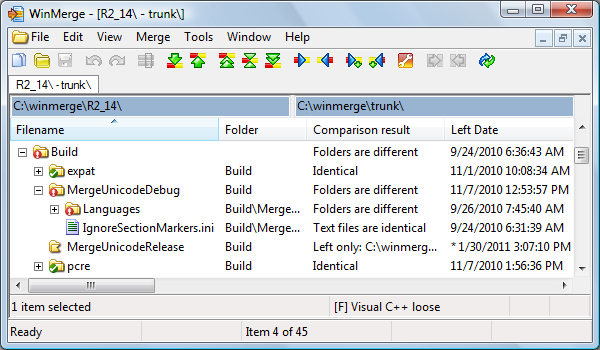 WinMerge - [R2_14\ - trunk\]
File Edit View Merge Tools Window Help
R2_14\ - trunk\
C:\winmerge\R2_14\ C:\winmerge\trunk\
Filename Folder Comparison result Left Date
Build Folders are different 9/24/2010 6:36:43 AM
expat Build Identical 11/1/2010 10:08:34 AM
MergeUnicodeDebug Build Folders are different 11/7/2010 12:53:57 PM
Languages Build\Merge... Folders are different 9/26/2010 7:45:40 AM
IgnoreSectionMarkers.ini Build\Merge... Text files are identical 9/24/2010 6:31:39 AM
MergeUnicodeRelease Build Left only: C:\winmerg... * 1/30/2011 3:07:10 PM
pcre Build Identical 11/7/2010 1:56:36 PM
1 item selected [F] Visual C++ loose
Ready Item 4 of 45